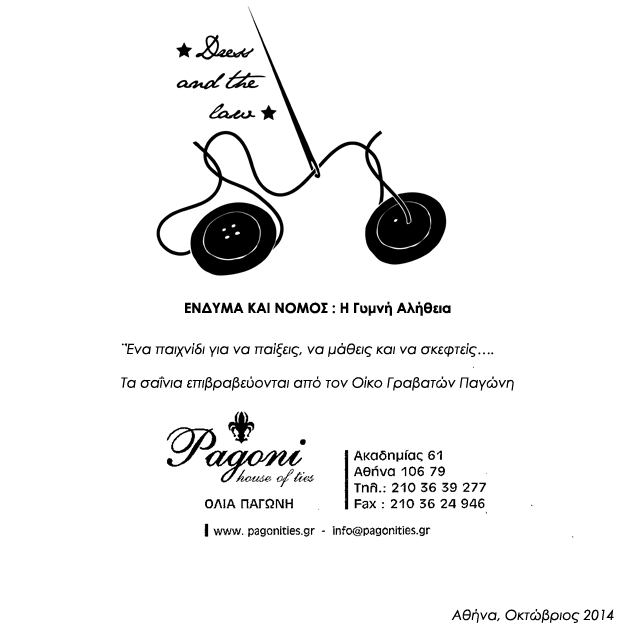 ★ Dress
and the
law ★
ΕΝΔΥΜΑ ΚΑΙ ΝΟΜΟΣ : Η Γυμνή Αλήθεια
Ένα παιχνίδι για να παίξεις, να μάθεις και να σκεφτείς....
Τα σαΐνια επιβραβεύονται από τον Οίκο Γραβατών Παγώνη
Pagoni
house of ties
ΟΛΙΑ ΠΑΓΩΝΗ
Ακαδημίας 61
Αθήνα 106 79
Τηλ.: 210 36 39 277
Fax : 210 36 24 946
www. pagonities.gr - info@pagonities.gr
Αθήνα, Οκτώβριος 2014